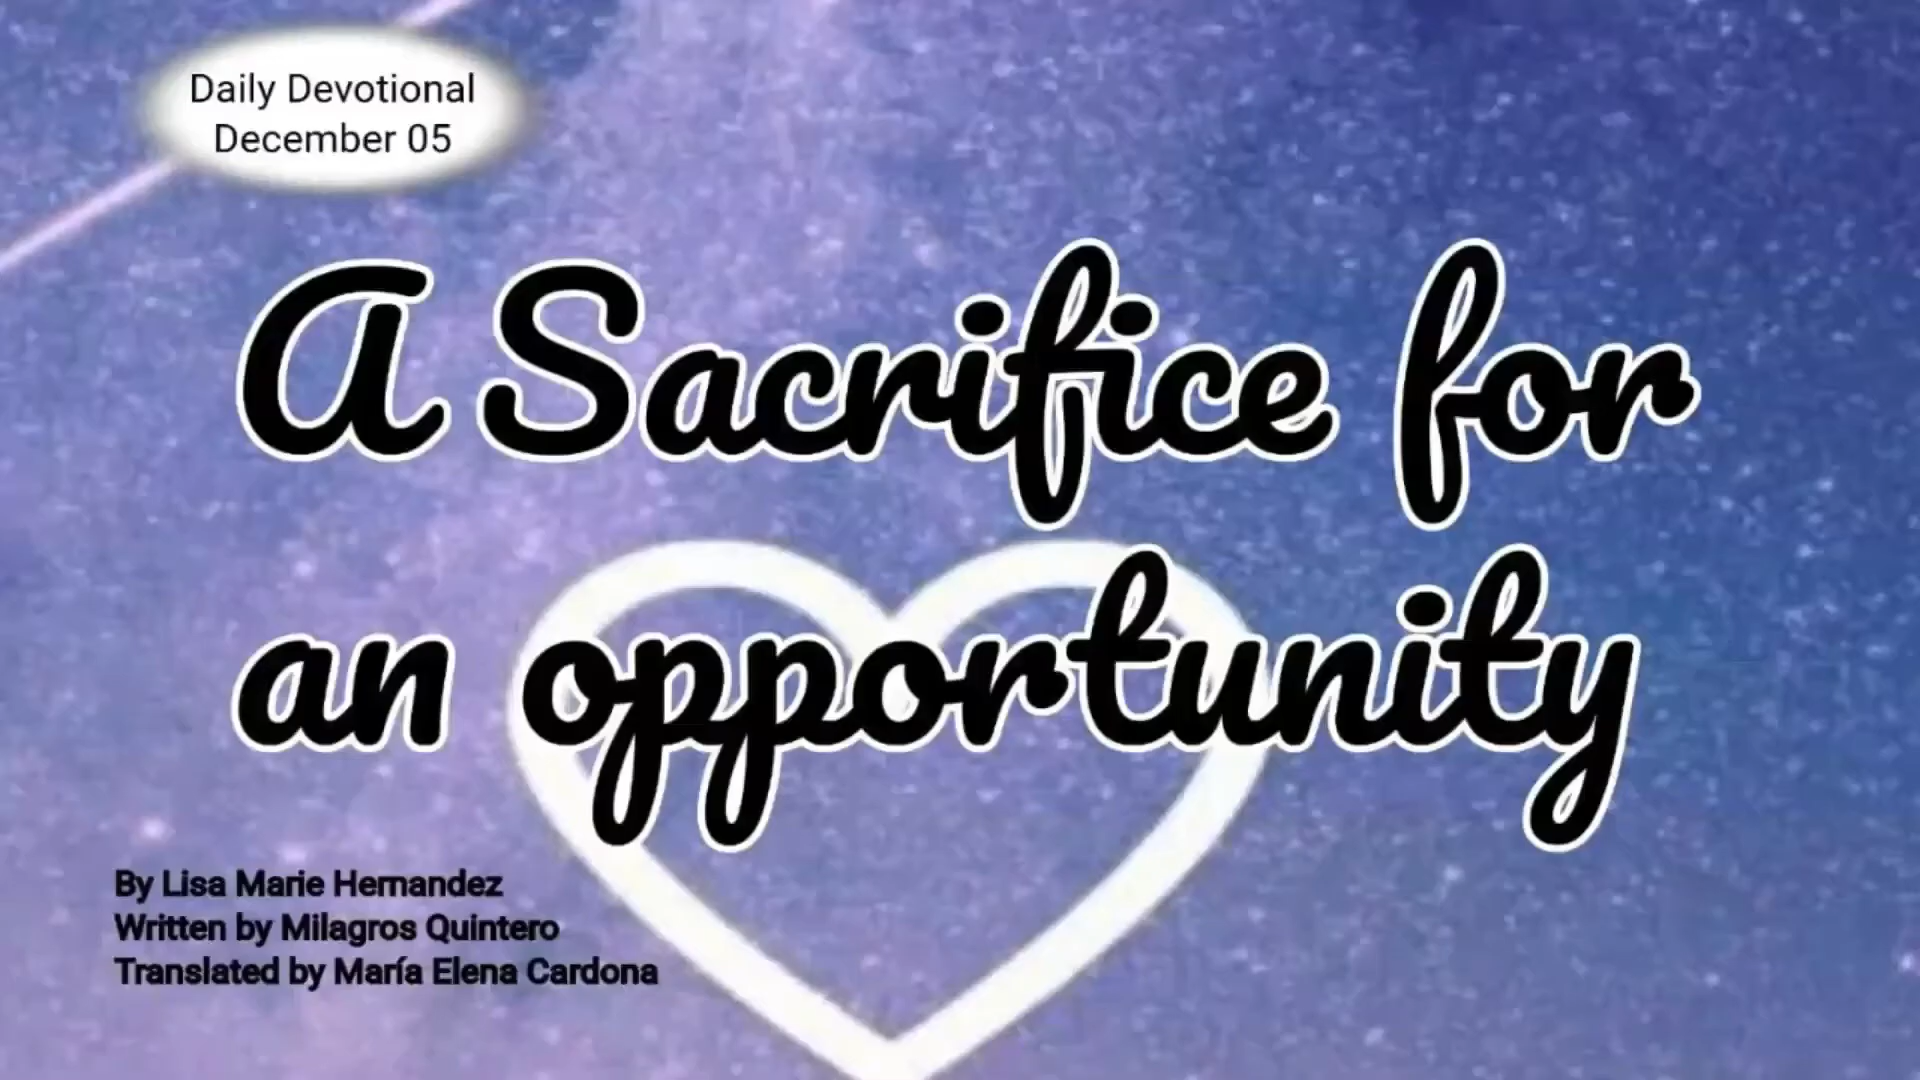 Daily Devotional
December 05
A Sacrifice for
an opportunity
By Lisa Marie Hernandez
Written by Milagros Quintero
Translated by María Elena Cardona